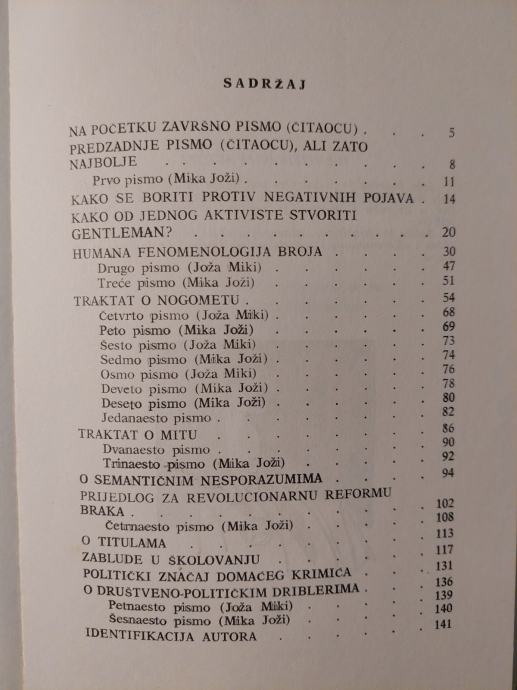 SADRŽAJ
NA POČETKU ZAVRŠNO PISMO (ČITAOCU) . . . 5
PREDZADNJE PISMO (ČITAOCU), ALI ZATO
NAJBOLJE . . . . . . . . . . 8
Prvo pismo (Mika Joži) . . . . . . . 11
KAKO SE BORITI PROTIV NEGATIVNIH POJAVA . 14
KAKO OD JEDNOG AKTIVISTE STVORITI
GENTLEMAN? . . . . . . . . . 20
HUMANA FENOMENOLOGIJA BROJA . . . . 30
Drugo pismo (Joža Miki) . . . . . . 47
Treće pismo (Mika Joži) . . . . . . 51
TRAKTAT O NOGOMETU . . . . . . . 54
Četvrto pismo (Joža Miki) . . . . . . 68
Peto pismo (Mika Joži) . . . . . . 69
Šesto pismo (Joža Miki) . . . . . . 73
Sedmo pismo (Mika Joži) . . . . . . 74
Osmo pismo (Joža Miki) . . . . . . 76
Deveto pismo (Mika Joži) . . . . . . 78
Deseto pismo (Mika Joži) . . . . . . 80
Jedanaesto pismo . . . . . . . . 82
TRAKTAT O MITU . . . . . . . . 86
Dvanaesto pismo . . . . . . . . 90
Trinaesto pismo (Mika Joži) . . . . . 92
O SEMANTIČNIM NESPORAZUMIMA . . . . 94
PRIJEDLOG ZA REVOLUCIONARNU REFORMU
BRAKA . . . . . . . . . . . 102
Četrnaesto pismo (Mika Joži) . . . . . 108
O TITULAMA . . . . . . . . . 113
ZABLUDE U ŠKOLOVANJU . . . . . . 117
POLITIČKI ZNAČAJ DOMAĆEG KRIMIĆA . . . 131
O DRUŠTVENO-POLITIČKIM DRIBLERIMA . . . 136
Petnaesto pismo (Joža Miki) . . . . . 139
Šesnaesto pismo (Mika Joži) . . . . . 140
IDENTIFIKACIJA AUTORA . . . . . . 141